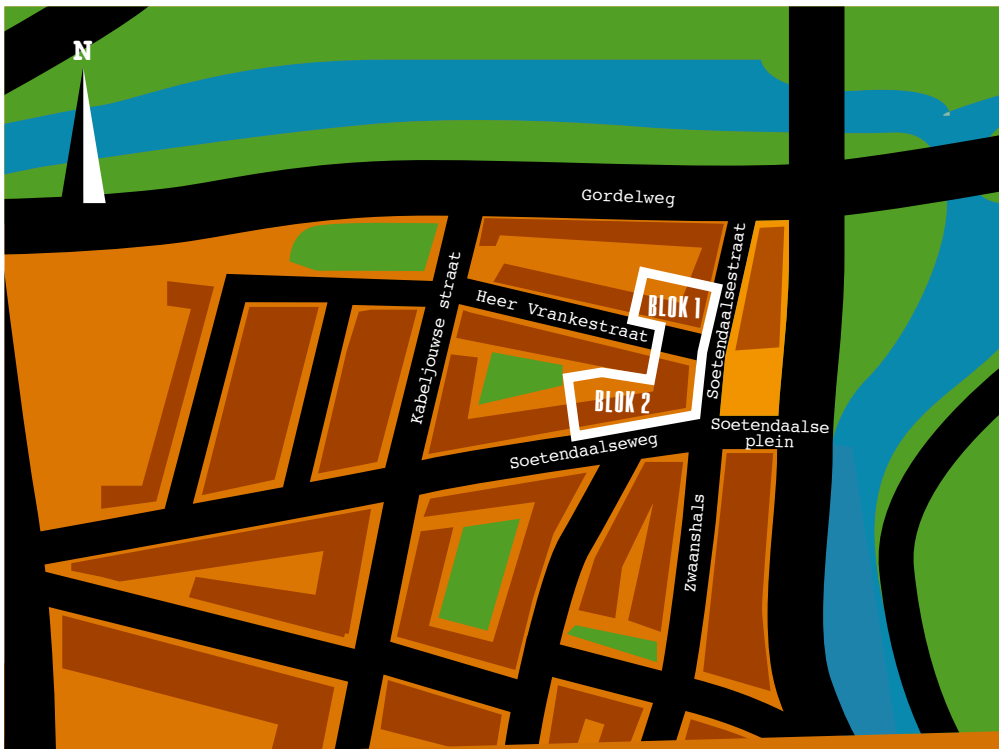 N
Gordelweg
Kabeljouwse straat
Heer Vrankestraat
BLOK 1
Soetendaalsestraat
BLOK 2
Soetendaalse
plein
Soetendaalseweg
Zwaanshals